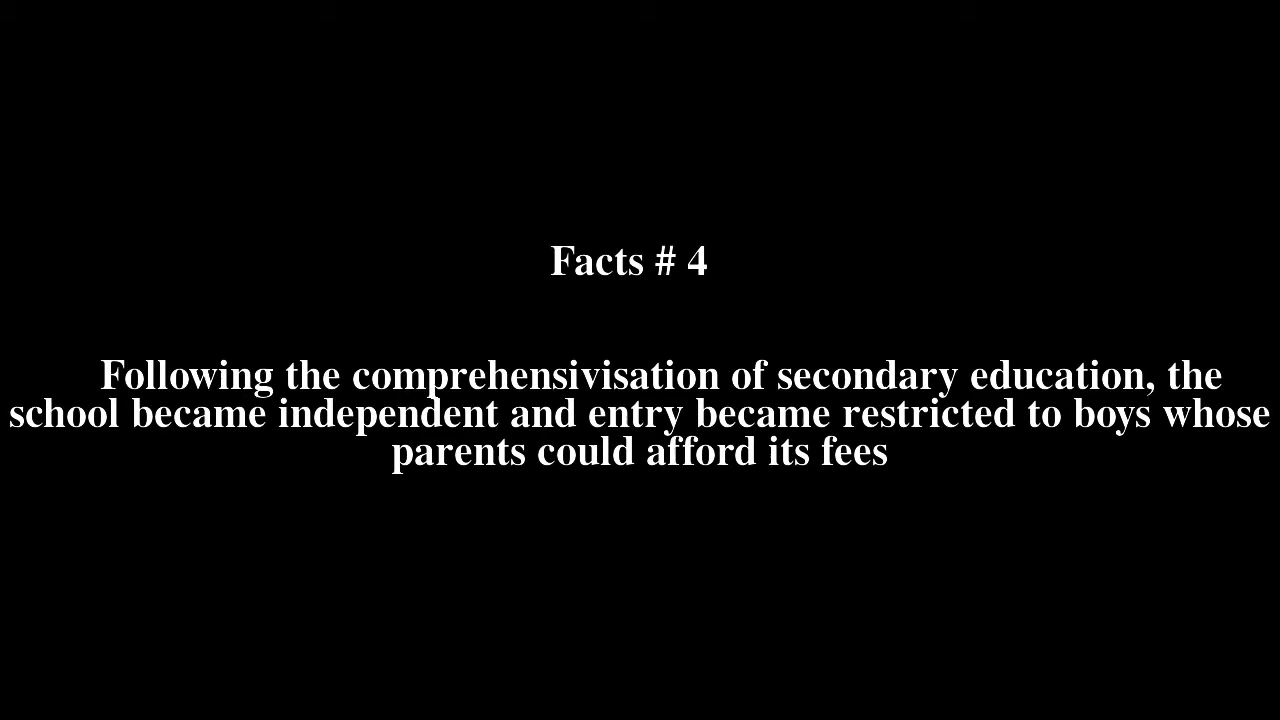 Facts # 4
Following the comprehensivisation of secondary education, the
school became independent and entry became restricted to boys whose
parents could afford its fees